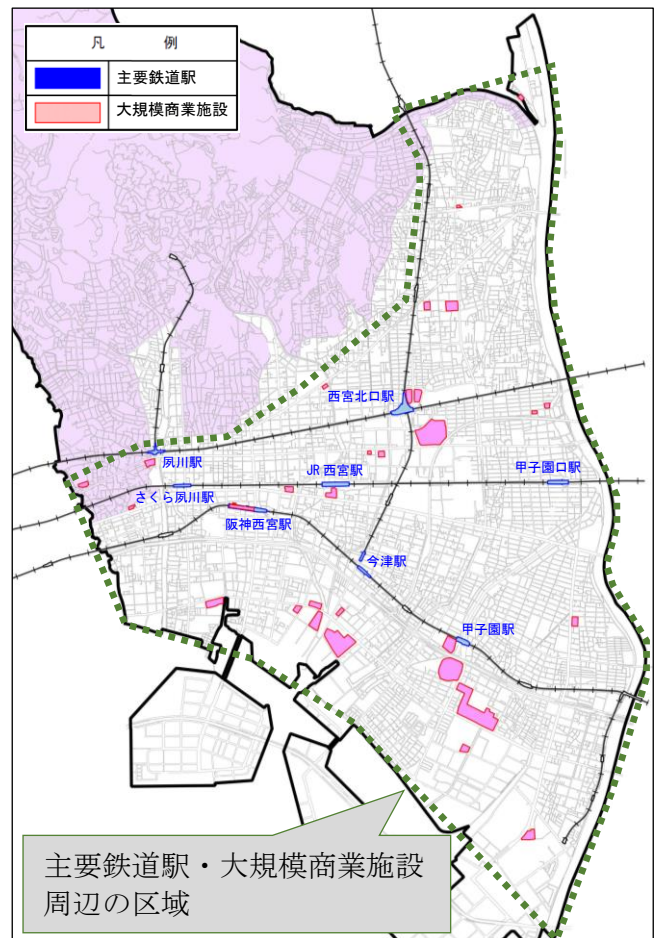 凡　例
主要鉄道駅
大規模商業施設
西宮北口駅
夙川駅
JR 西宮駅
甲子園口駅
さくら夙川駅
阪神西宮駅
今津駅
甲子園駅
主要鉄道駅・大規模商業施設
周辺の区域